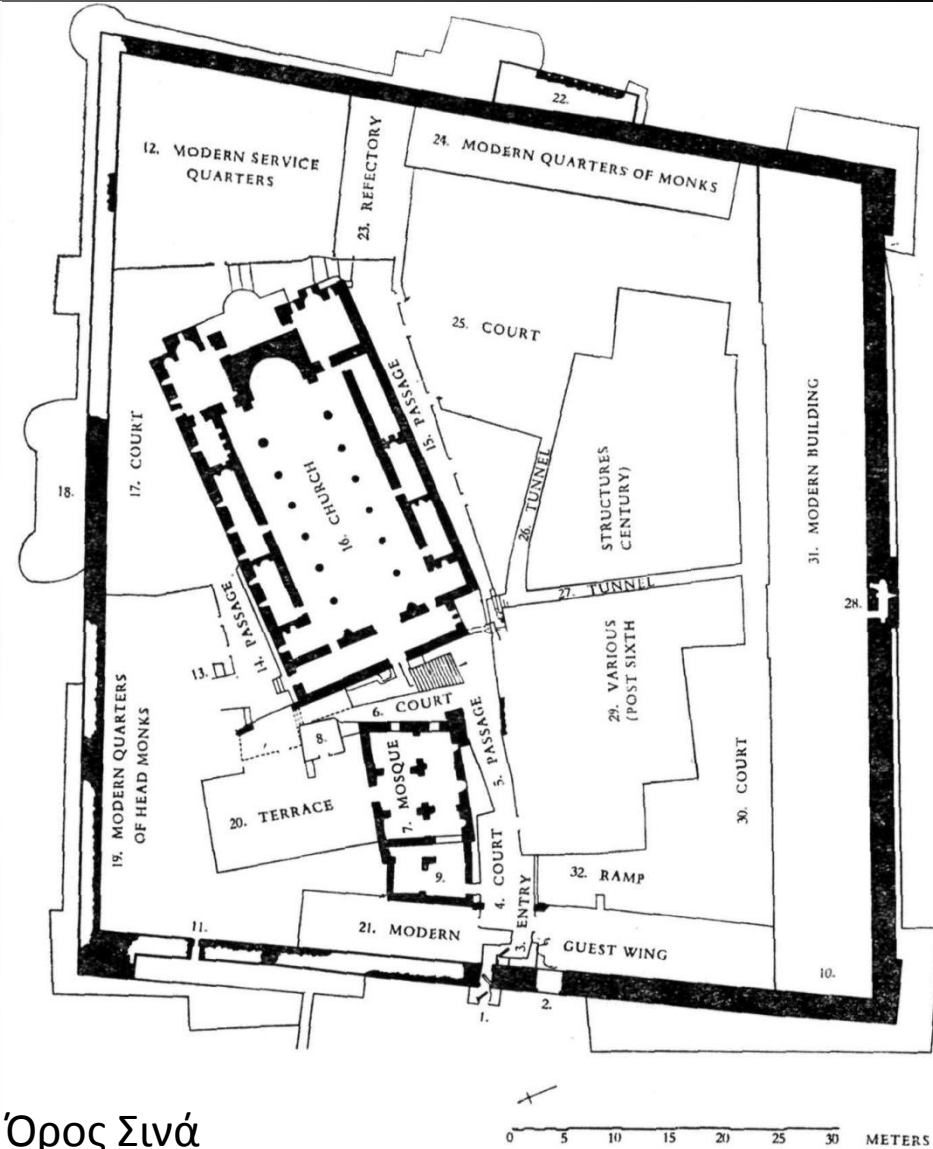 22.
12. MODERN SERVICE
QUARTERS
23. REFECTORY
24. MODERN QUARTERS OF MONKS
25. COURT
15. PASSAGE
17. COURT
18.
16. CHURCH
26. TUNNEL
STRUCTURES
CENTURY)
31. MODERN BUILDING
27. TUNNEL
28.
14. PASSAGE
13.
29. VARIOUS
(POST SIXTH
6. COURT
5. PASSAGE
8.
7. MOSQUE
19. MODERN QUARTERS
OF HEAD MONKS
20. TERRACE
30. COURT
9.
4. COURT
32. RAMP
3. ENTRY
11.
21. MODERN
GUEST WING
10.
1.
2.
Όρος Σινά
0 5 10 15 20 25 30 METERS